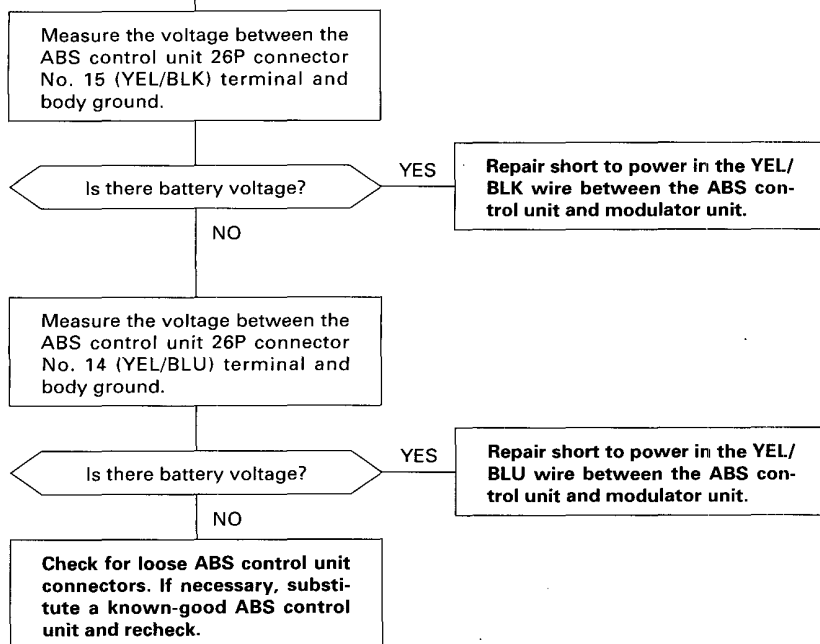 Measure the voltage between the
ABS control unit 26P connector
No. 15 (YEL/BLK) terminal and
body ground.
Is there battery voltage?
YES
Repair short to power in the YEL/
BLK wire between the ABS con-
trol unit and modulator unit.
NO
Measure the voltage between the
ABS control unit 26P connector
No. 14 (YEL/BLU) terminal and
body ground.
Is there battery voltage?
YES
Repair short to power in the YEL/
BLU wire between the ABS con-
trol unit and modulator unit.
NO
Check for loose ABS control unit
connectors. If necessary, substi-
tute a known-good ABS control
unit and recheck.